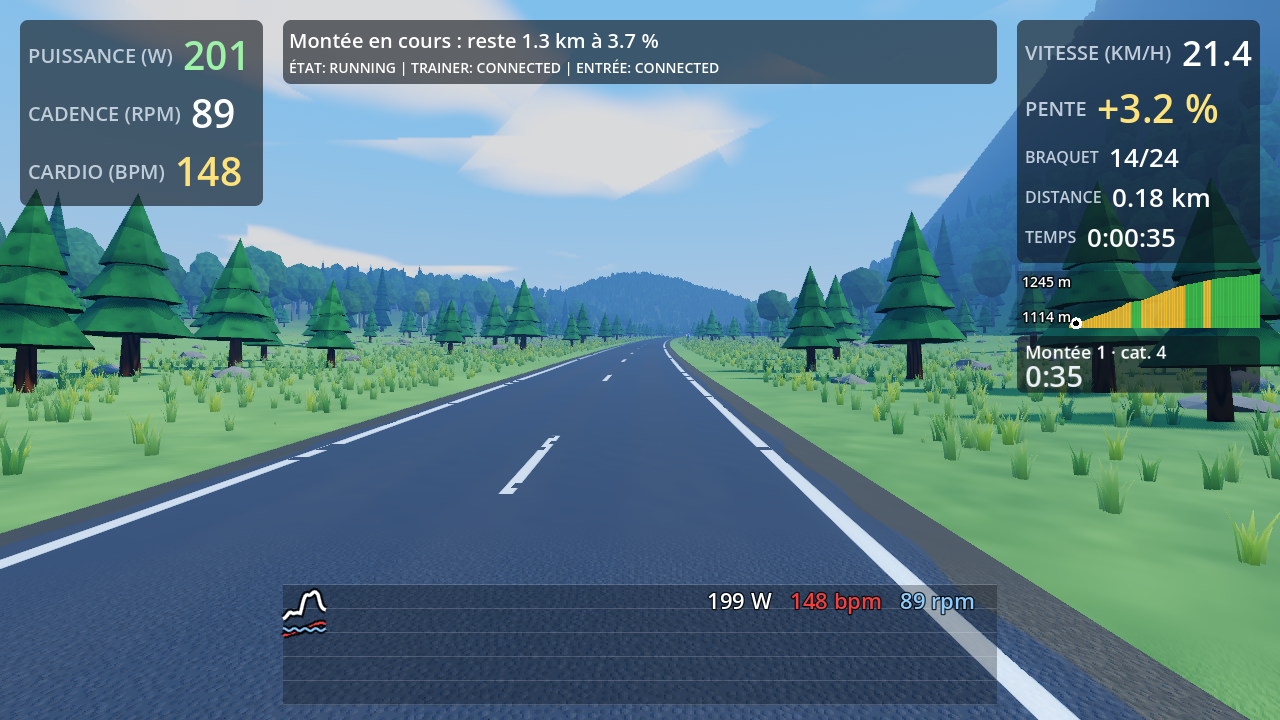 PUISSANCE (W) 201
CADENCE (RPM) 89
CARDIO (BPM) 148
Montée en cours : reste 1.3 km à 3.7 %
ÉTAT: RUNNING | TRAINER: CONNECTED | ENTRÉE: CONNECTED
VITESSE (KM/H) 21.4
PENTE +3.2 %
BRAQUET 14/24
DISTANCE 0.18 km
TEMPS 0:00:35
1245 m
1114 m
Montée 1 · cat. 4
0:35
199 W 148 bpm 89 rpm